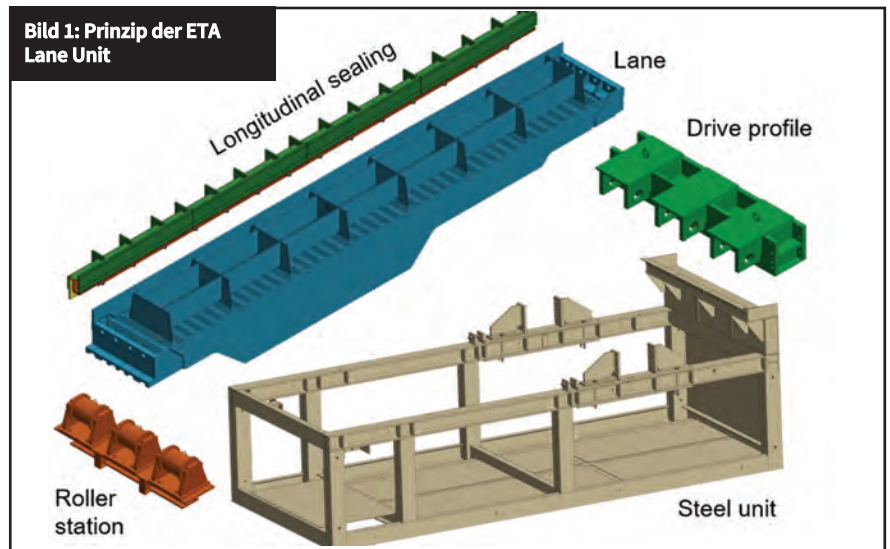 Bild 1: Prinzip der ETA
Lane Unit
Longitudinal sealing
Lane
Drive profile
Roller
station
Steel unit